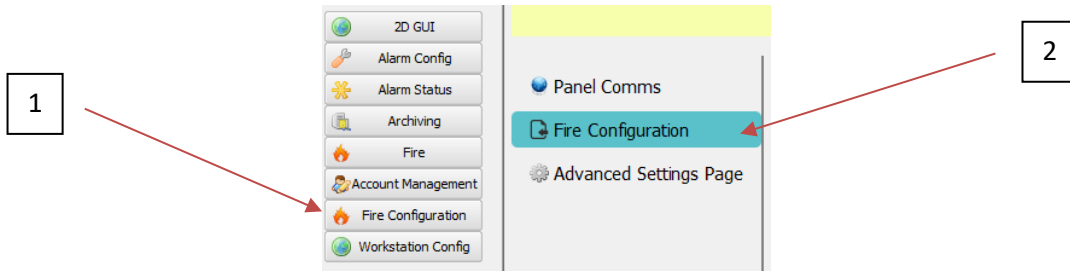 1
2D GUI
Alarm Config
Alarm Status
Archiving
Fire
Account Management
Fire Configuration
Workstation Config
Panel Comms
Fire Configuration
Advanced Settings Page
2